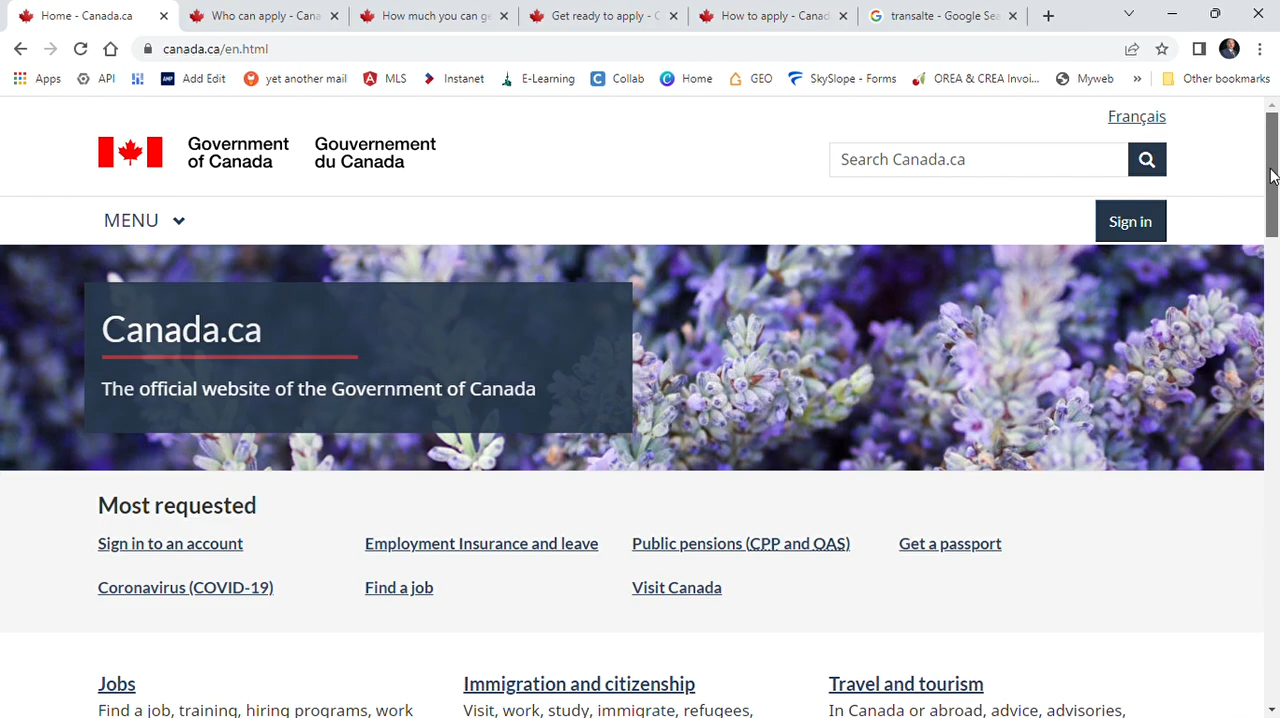 Home - Canada.ca
Who can apply - Cana
How much you can ge
Get ready to apply - C
How to apply - Canad
transalte - Google Sea
canada.ca/en.html
Apps
API
Add Edit
yet another mail
MLS
Instanet
E-Learning
Collab
Home
GEO
SkySlope - Forms
OREA & CREA Invoi...
Myweb
»
Other bookmarks
Français
Government of Canada
Gouvernement du Canada
Search Canada.ca
MENU
Sign in
Canada.ca
The official website of the Government of Canada
Most requested
Sign in to an account
Employment Insurance and leave
Public pensions (CPP and OAS)
Get a passport
Coronavirus (COVID-19)
Find a job
Visit Canada
Jobs
Immigration and citizenship
Travel and tourism
Find a job, training, hiring programs, work
Visit, work, study, immigrate, refugees,
In Canada or abroad, advice, advisories,